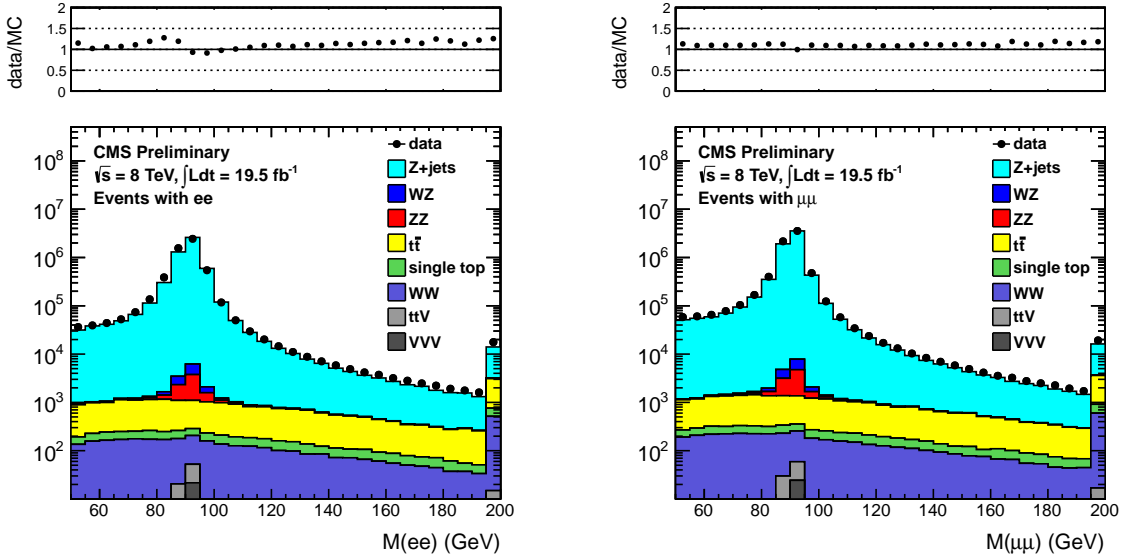 data/MC
2
1.5
1
0.5
0
CMS Preliminary
√s = 8 TeV, ∫Ldt = 19.5 fb⁻¹
Events with ee
data
Z+jets
WZ
ZZ
tt̄
single top
WW
ttV
VVV
10⁸
10⁷
10⁶
10⁵
10⁴
10³
10²
60 80 100 120 140 160 180 200
M(ee) (GeV)
data/MC
2
1.5
1
0.5
0
CMS Preliminary
√s = 8 TeV, ∫Ldt = 19.5 fb⁻¹
Events with μμ
data
Z+jets
WZ
ZZ
tt̄
single top
WW
ttV
VVV
10⁸
10⁷
10⁶
10⁵
10⁴
10³
10²
60 80 100 120 140 160 180 200
M(μμ) (GeV)